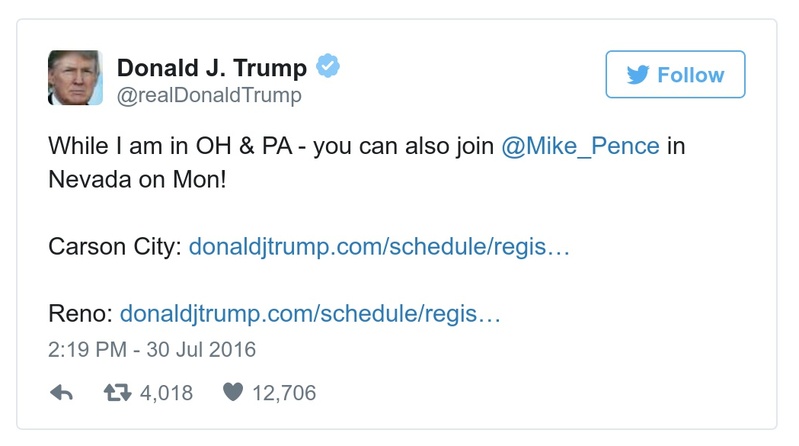 Donald J. Trump
@realDonaldTrump
Follow
While I am in OH & PA - you can also join @Mike_Pence in
Nevada on Mon!
Carson City: donaldjtrump.com/schedule/regis…
Reno: donaldjtrump.com/schedule/regis…
2:19 PM - 30 Jul 2016
4,018 12,706